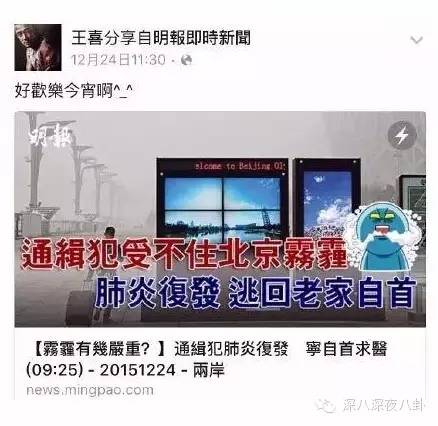 王喜分享自明報即時新聞
12月24日11:30 ·
好歡樂今宵啊^_^
明報
elcome to Beijing Ol
通緝犯受不住北京霧霾
肺炎復發 逃回老家自首
【霧霾有幾嚴重？】通緝犯肺炎復發 寧自首求醫
(09:25) - 20151224 - 兩岸
news.mingpao.com
深八深夜八卦